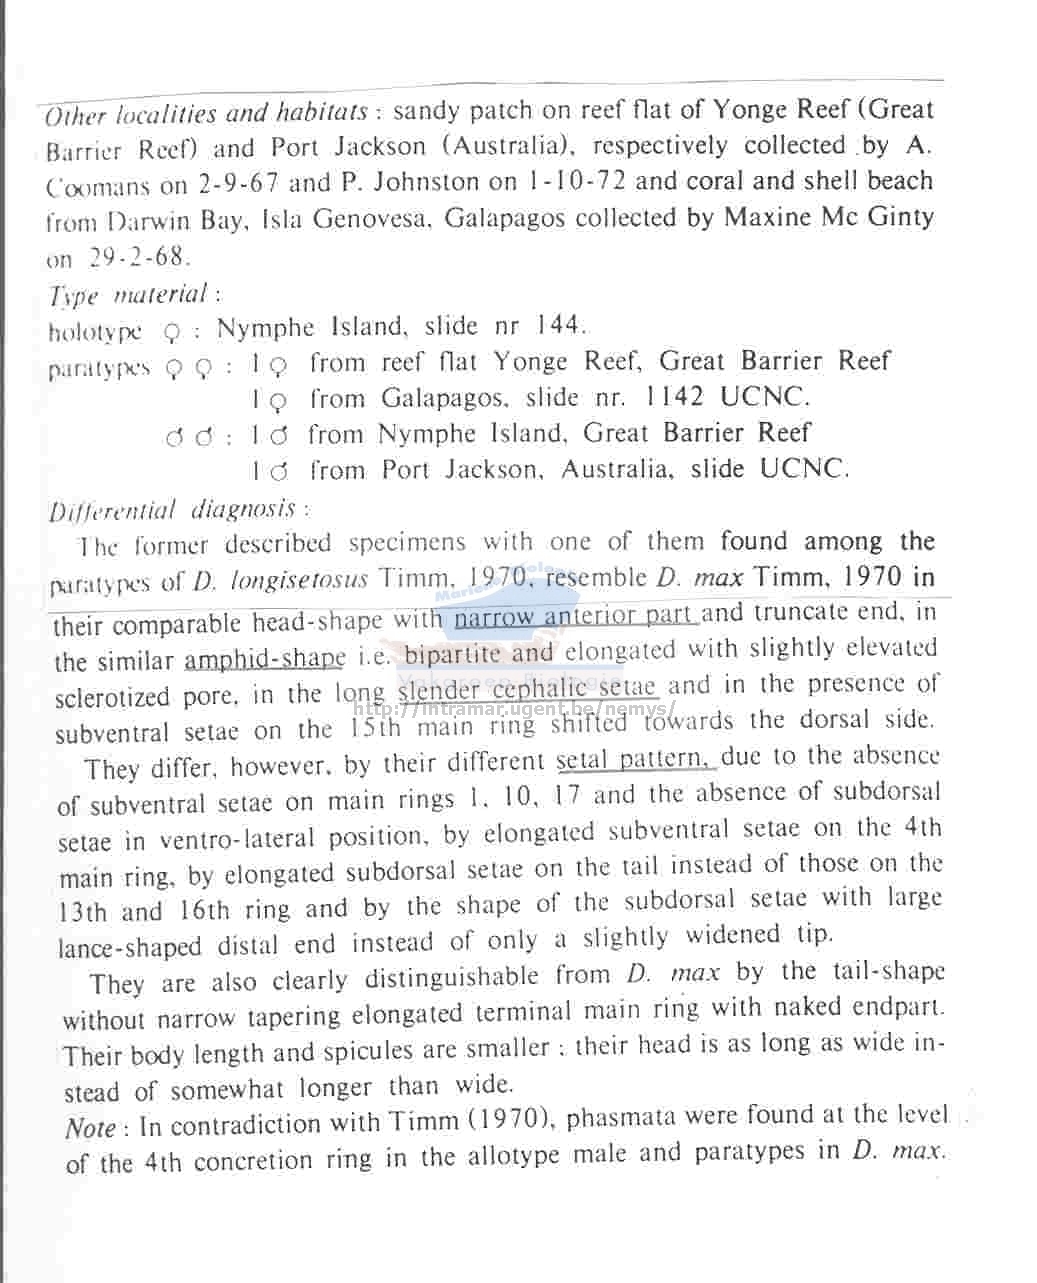 Other localities and habitats : sandy patch on reef flat of Yonge Reef (Great
Barrier Reef) and Port Jackson (Australia), respectively collected by A.
Coomans on 2-9-67 and P. Johnston on 1-10-72 and coral and shell beach
from Darwin Bay, Isla Genovesa, Galapagos collected by Maxine Mc Ginty
on 29-2-68.
Type material :
holotype ♀ : Nymphe Island, slide nr 144.
paratypes ♀ ♀ : 1 ♀ from reef flat Yonge Reef, Great Barrier Reef
1 ♀ from Galapagos, slide nr. 1142 UCNC.
♂ ♂ : 1 ♂ from Nymphe Island, Great Barrier Reef
1 ♂ from Port Jackson, Australia, slide UCNC.
Differential diagnosis :
The former described specimens with one of them found among the
paratypes of D. longisetosus Timm, 1970, resemble D. max Timm, 1970 in
their comparable head-shape with narrow anterior part and truncate end, in
the similar amphid-shape i.e. bipartite and elongated with slightly elevated
sclerotized pore, in the long slender cephalic setae and in the presence of
http://intramar.ugent.be/nemys/
subventral setae on the 15th main ring shifted towards the dorsal side.
They differ, however, by their different setal pattern, due to the absence
of subventral setae on main rings 1, 10, 17 and the absence of subdorsal
setae in ventro-lateral position, by elongated subventral setae on the 4th
main ring, by elongated subdorsal setae on the tail instead of those on the
13th and 16th ring and by the shape of the subdorsal setae with large
lance-shaped distal end instead of only a slightly widened tip.
They are also clearly distinguishable from D. max by the tail-shape
without narrow tapering elongated terminal main ring with naked endpart.
Their body length and spicules are smaller ; their head is as long as wide in-
stead of somewhat longer than wide.
Note : In contradiction with Timm (1970), phasmata were found at the level
of the 4th concretion ring in the allotype male and paratypes in D. max.